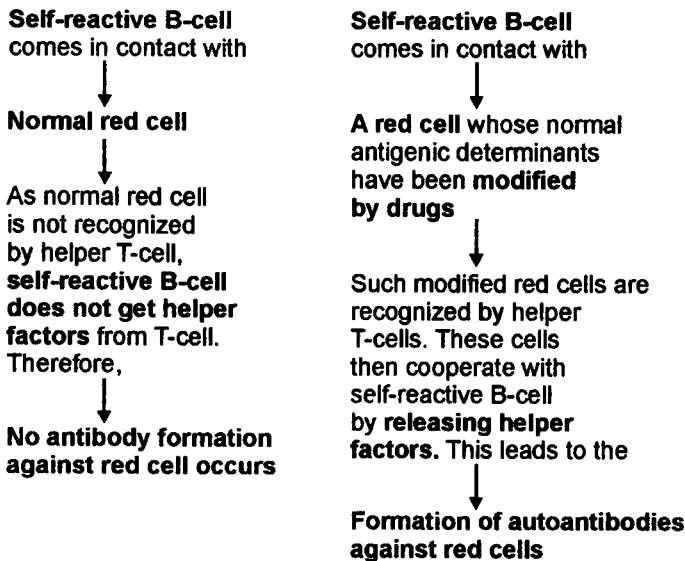 Self-reactive B-cell
comes in contact with
Normal red cell
As normal red cell
is not recognized
by helper T-cell,
self-reactive B-cell
does not get helper
factors from T-cell.
Therefore,
No antibody formation
against red cell occurs
Self-reactive B-cell
comes in contact with
A red cell whose normal
antigenic determinants
have been modified
by drugs
Such modified red cells are
recognized by helper
T-cells. These cells
then cooperate with
self-reactive B-cell
by releasing helper
factors. This leads to the
Formation of autoantibodies
against red cells